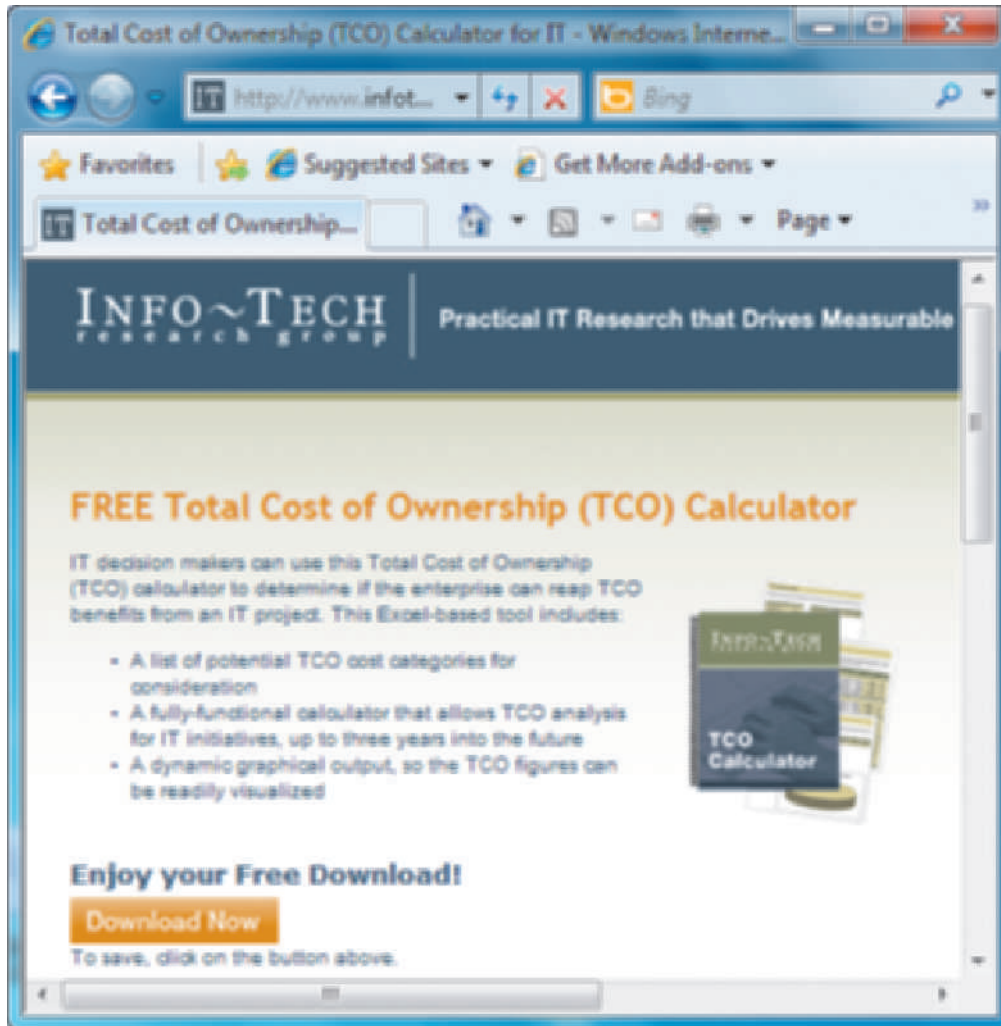 Total Cost of Ownership (TCO) Calculator for IT - Windows Interne...
http://www.infot...
Bing
Favorites Suggested Sites Get More Add-ons
Total Cost of Ownership... Page
INFO~TECH
research group
Practical IT Research that Drives Measurable
FREE Total Cost of Ownership (TCO) Calculator
IT decision makers can use this Total Cost of Ownership
(TCO) calculator to determine if the enterprise can reap TCO
benefits from an IT project. This Excel-based tool includes:
• A list of potential TCO cost categories for
consideration
• A fully-functional calculator that allows TCO analysis
for IT initiatives, up to three years into the future
• A dynamic graphical output, so the TCO figures can
be readily visualized
INFO~TECH
TCO
Calculator
Enjoy your Free Download!
Download Now
To save, click on the button above.